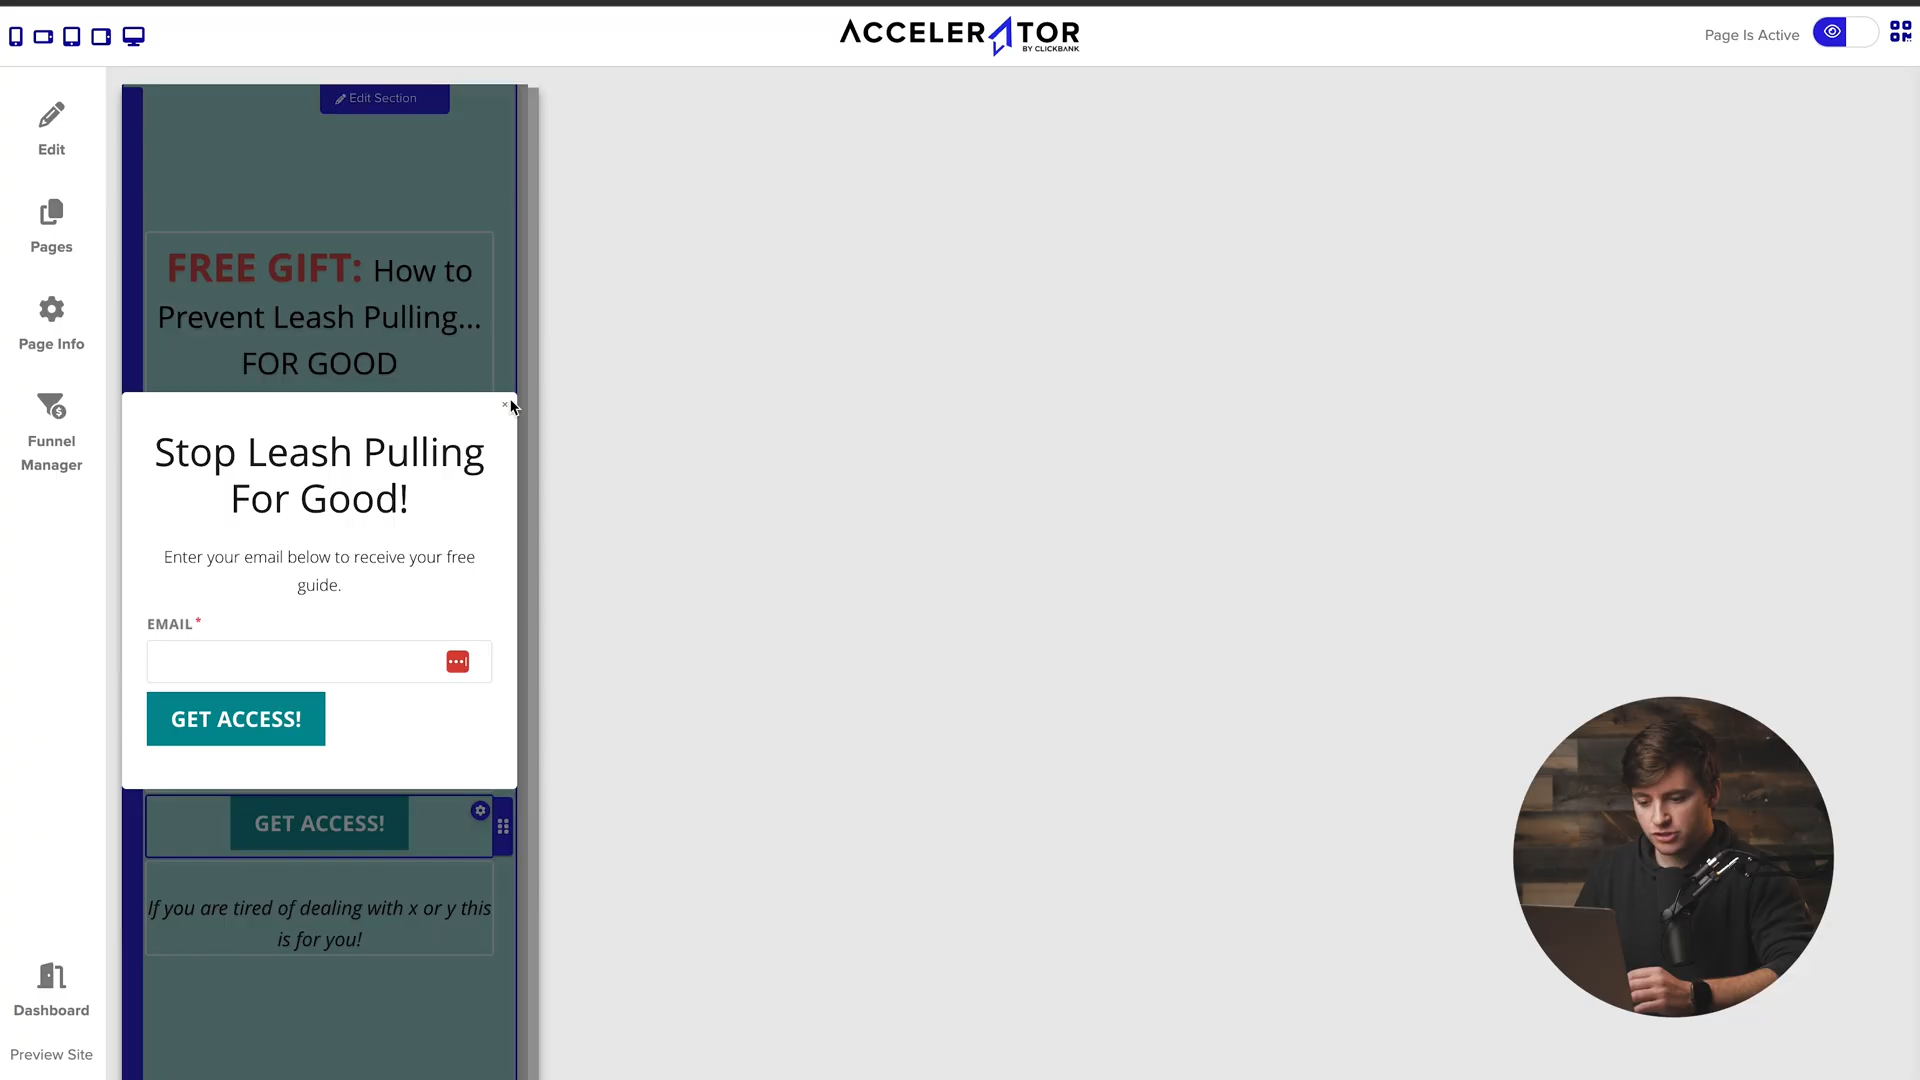 ACCELERATOR
BY CLICKBANK
Page Is Active
Edit Section
Edit
Pages
Page Info
Funnel
Manager
Dashboard
Preview Site
FREE GIFT: How to
Prevent Leash Pulling...
FOR GOOD
×
Stop Leash Pulling
For Good!
Enter your email below to receive your free
guide.
EMAIL*
GET ACCESS!
GET ACCESS!
If you are tired of dealing with x or y this
is for you!